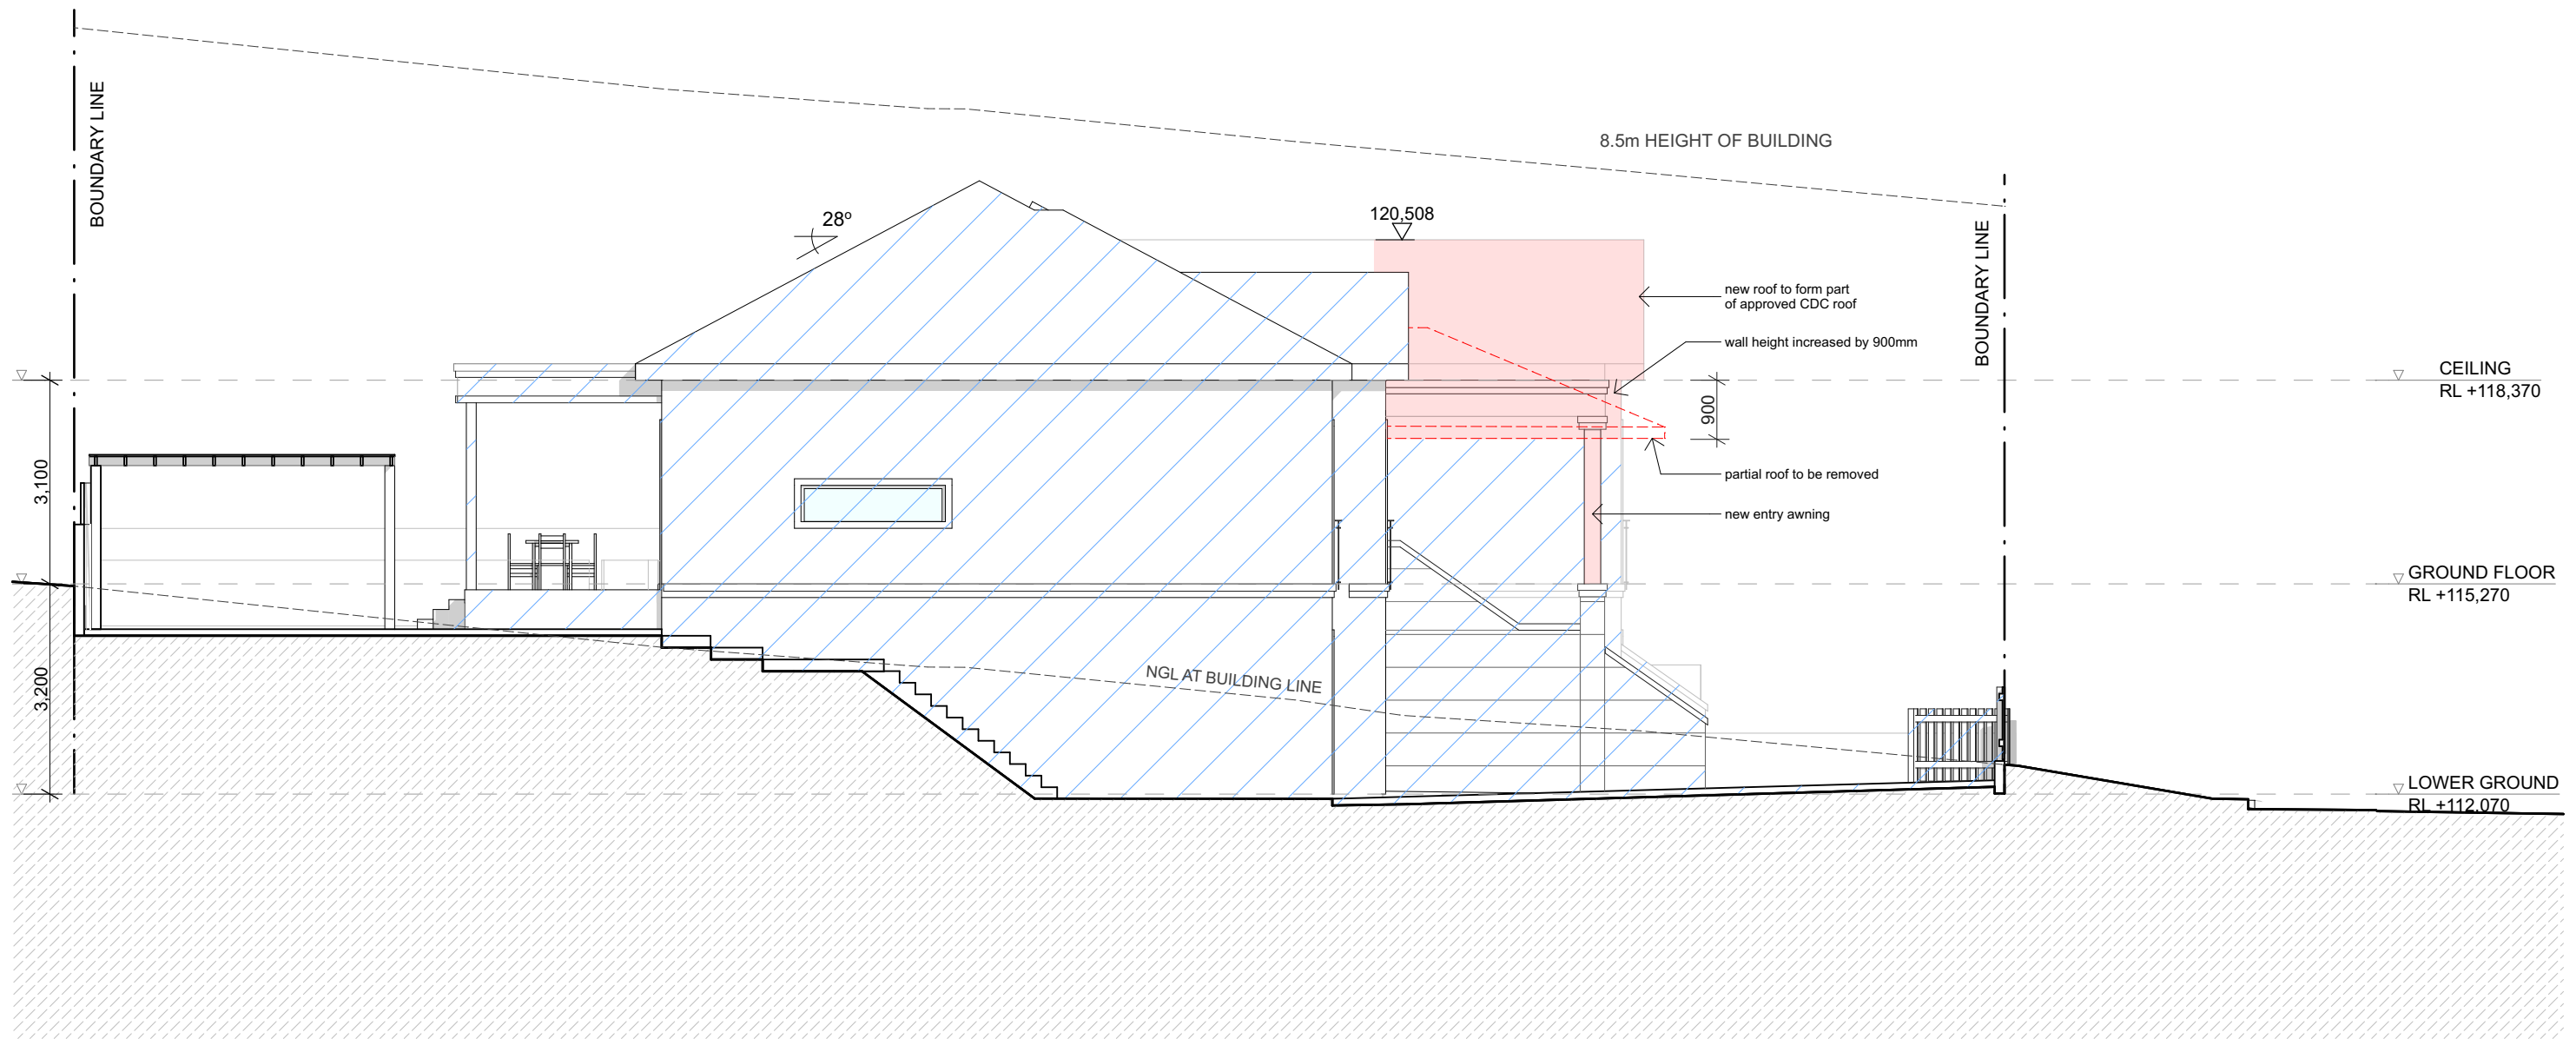 BOUNDARY LINE
8.5m HEIGHT OF BUILDING
28º
120,508
BOUNDARY LINE
new roof to form part
of approved CDC roof
wall height increased by 900mm
CEILING
RL +118,370
900
3,100
partial roof to be removed
new entry awning
GROUND FLOOR
RL +115,270
3,200
NGL AT BUILDING LINE
LOWER GROUND
RL +112,070